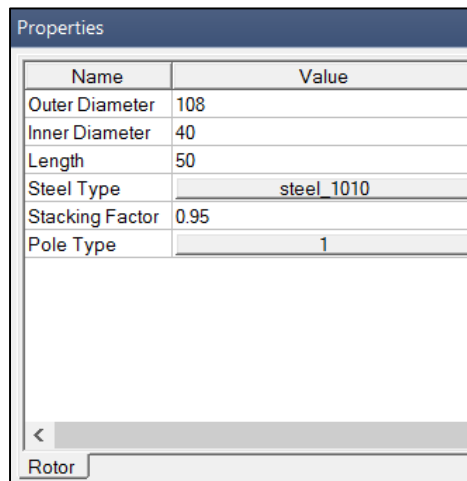 Properties
Name Value
Outer Diameter 108
Inner Diameter 40
Length 50
Steel Type steel_1010
Stacking Factor 0.95
Pole Type 1
Rotor